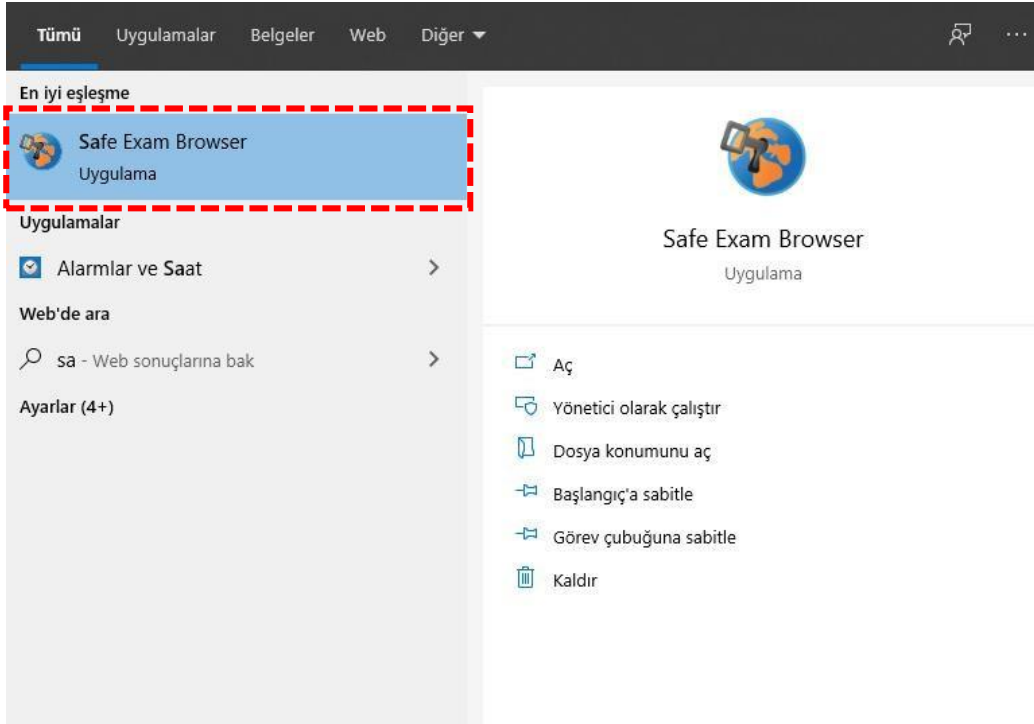 Tümü Uygulamalar Belgeler Web Diğer
En iyi eşleşme
Safe Exam Browser
Uygulama
Uygulamalar
Alarmlar ve Saat
Web'de ara
sa - Web sonuçlarına bak
Ayarlar (4+)
Safe Exam Browser
Uygulama
Aç
Yönetici olarak çalıştır
Dosya konumunu aç
Başlangıç'a sabitle
Görev çubuğuna sabitle
Kaldır